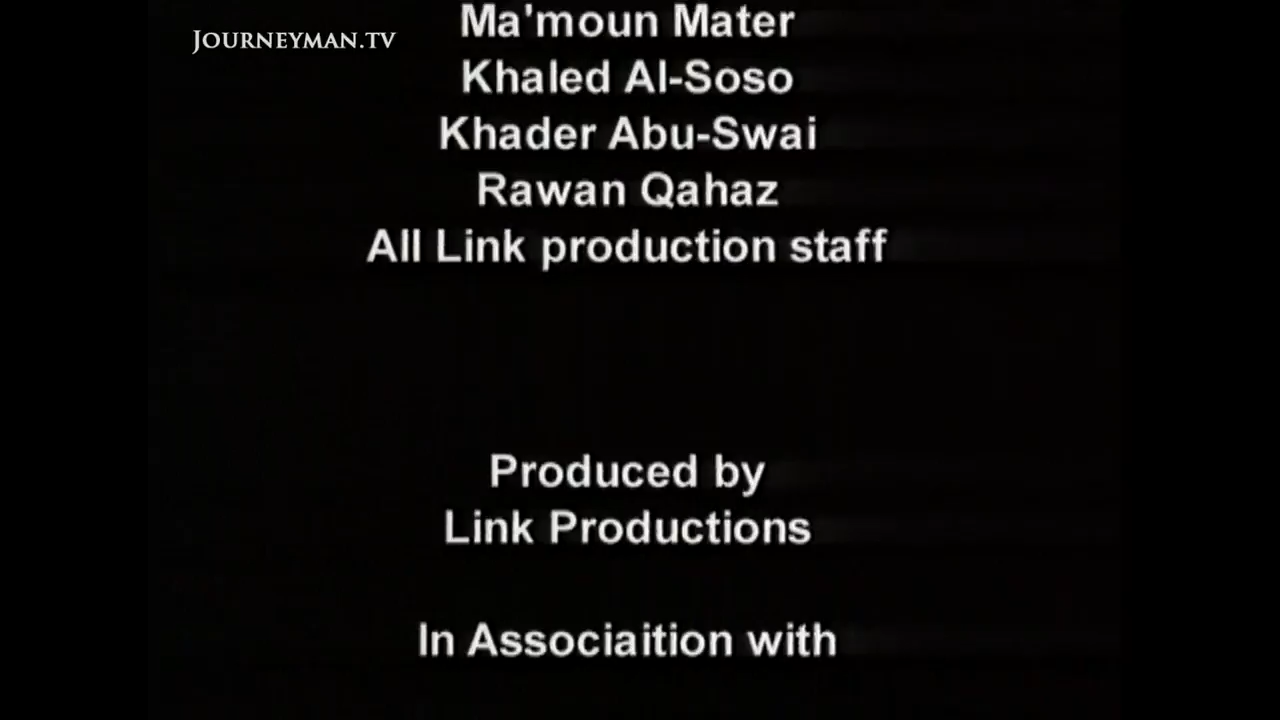 JOURNEYMAN.TV
Ma'moun Mater
Khaled Al-Soso
Khader Abu-Swai
Rawan Qahaz
All Link production staff
Produced by
Link Productions
In Associaition with